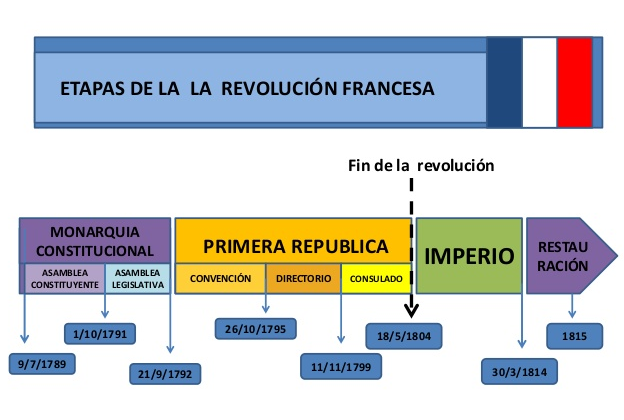 ETAPAS DE LA  LA  REVOLUCIÓN FRANCESA
Fin de la  revolución
MONARQUIA
CONSTITUCIONAL
PRIMERA REPUBLICA
IMPERIO
RESTAU
RACIÓN
ASAMBLEA
CONSTITUYENTE
ASAMBLEA
LEGISLATIVA
CONVENCIÓN
DIRECTORIO
CONSULADO
9/7/1789
1/10/1791
21/9/1792
26/10/1795
11/11/1799
18/5/1804
30/3/1814
1815